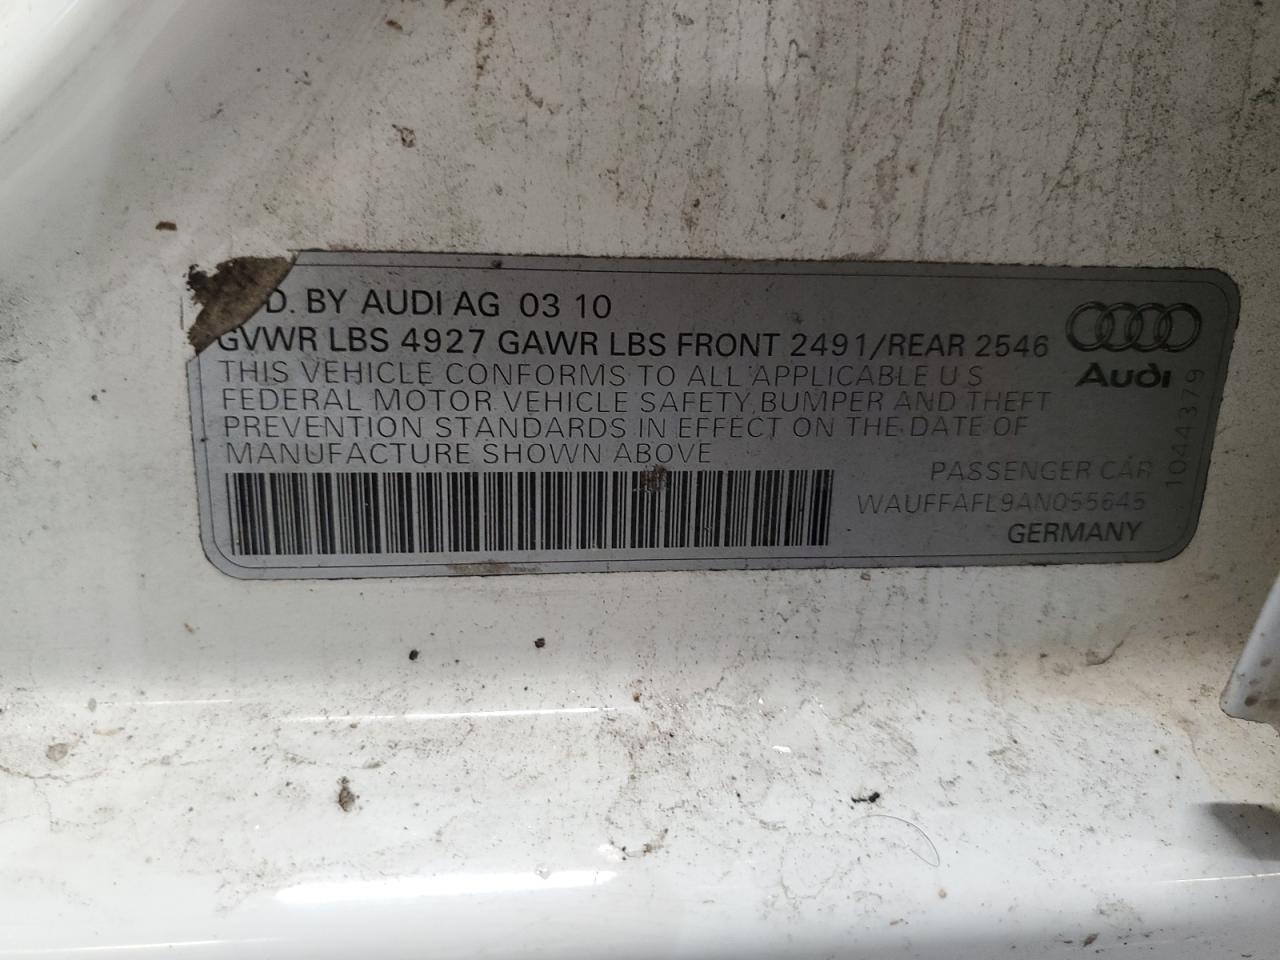 D. BY AUDI AG 03 10
GVWR LBS 4927 GAWR LBS FRONT 2491/REAR 2546
THIS VEHICLE CONFORMS TO ALL APPLICABLE U S
FEDERAL MOTOR VEHICLE SAFETY, BUMPER AND THEFT
PREVENTION STANDARDS IN EFFECT ON THE DATE OF
MANUFACTURE SHOWN ABOVE
Audi
PASSENGER CAR
WAUFFAFL9AN055645
GERMANY
1044379